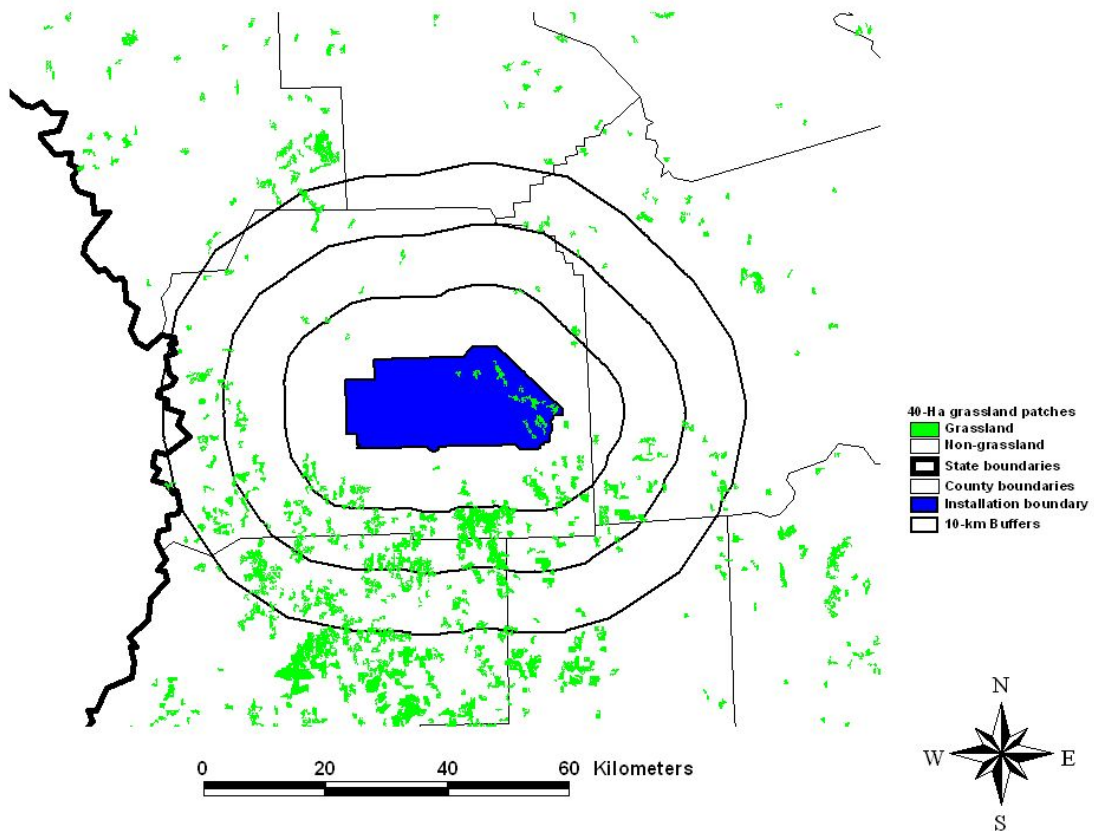 40-Ha grassland patches
Grassland
Non-grassland
State boundaries
County boundaries
Installation boundary
10-km Buffers
N
W E
S
0 20 40 60 Kilometers